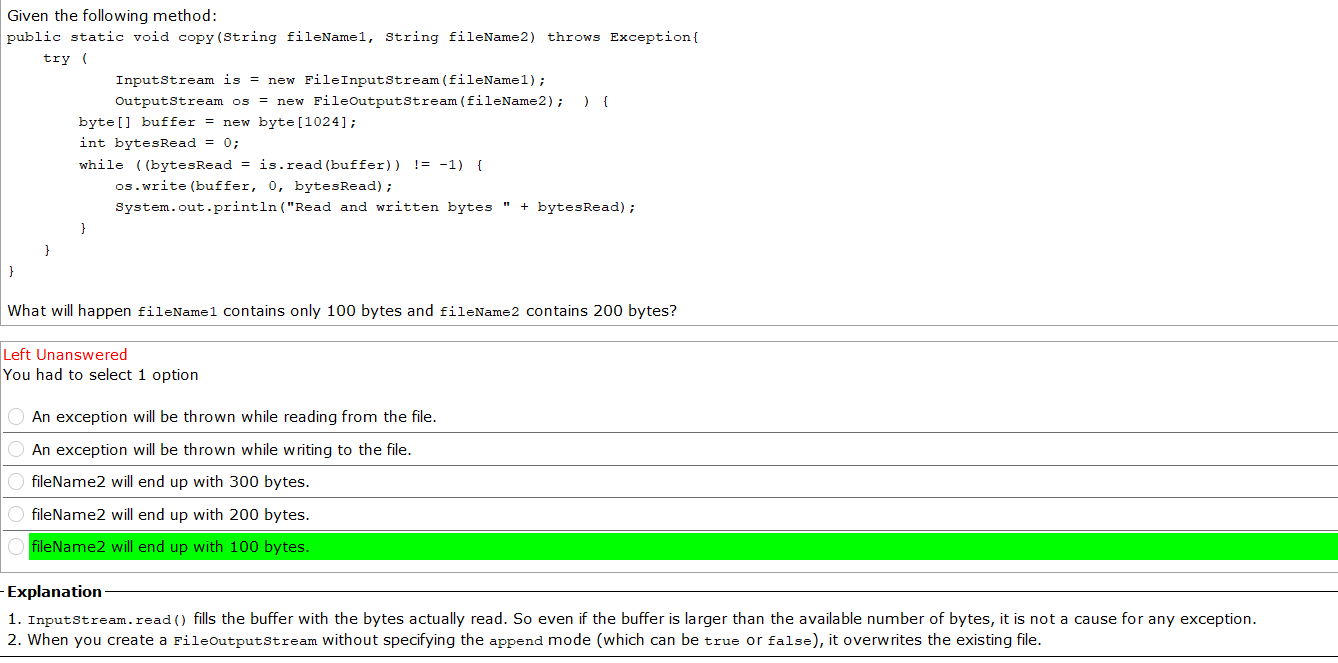 Given the following method:
public static void copy(String fileName1, String fileName2) throws Exception{
try (
InputStream is = new FileInputStream(fileName1);
OutputStream os = new FileOutputStream(fileName2);  ) {
byte[] buffer = new byte[1024];
int bytesRead = 0;
while ((bytesRead = is.read(buffer)) != -1) {
os.write(buffer, 0, bytesRead);
System.out.println("Read and written bytes " + bytesRead);
}
}
}
What will happen fileName1 contains only 100 bytes and fileName2 contains 200 bytes?
Left Unanswered
You had to select 1 option
An exception will be thrown while reading from the file.
An exception will be thrown while writing to the file.
fileName2 will end up with 300 bytes.
fileName2 will end up with 200 bytes.
fileName2 will end up with 100 bytes.
Explanation
1. InputStream.read() fills the buffer with the bytes actually read. So even if the buffer is larger than the available number of bytes, it is not a cause for any exception.
2. When you create a FileOutputStream without specifying the append mode (which can be true or false), it overwrites the existing file.